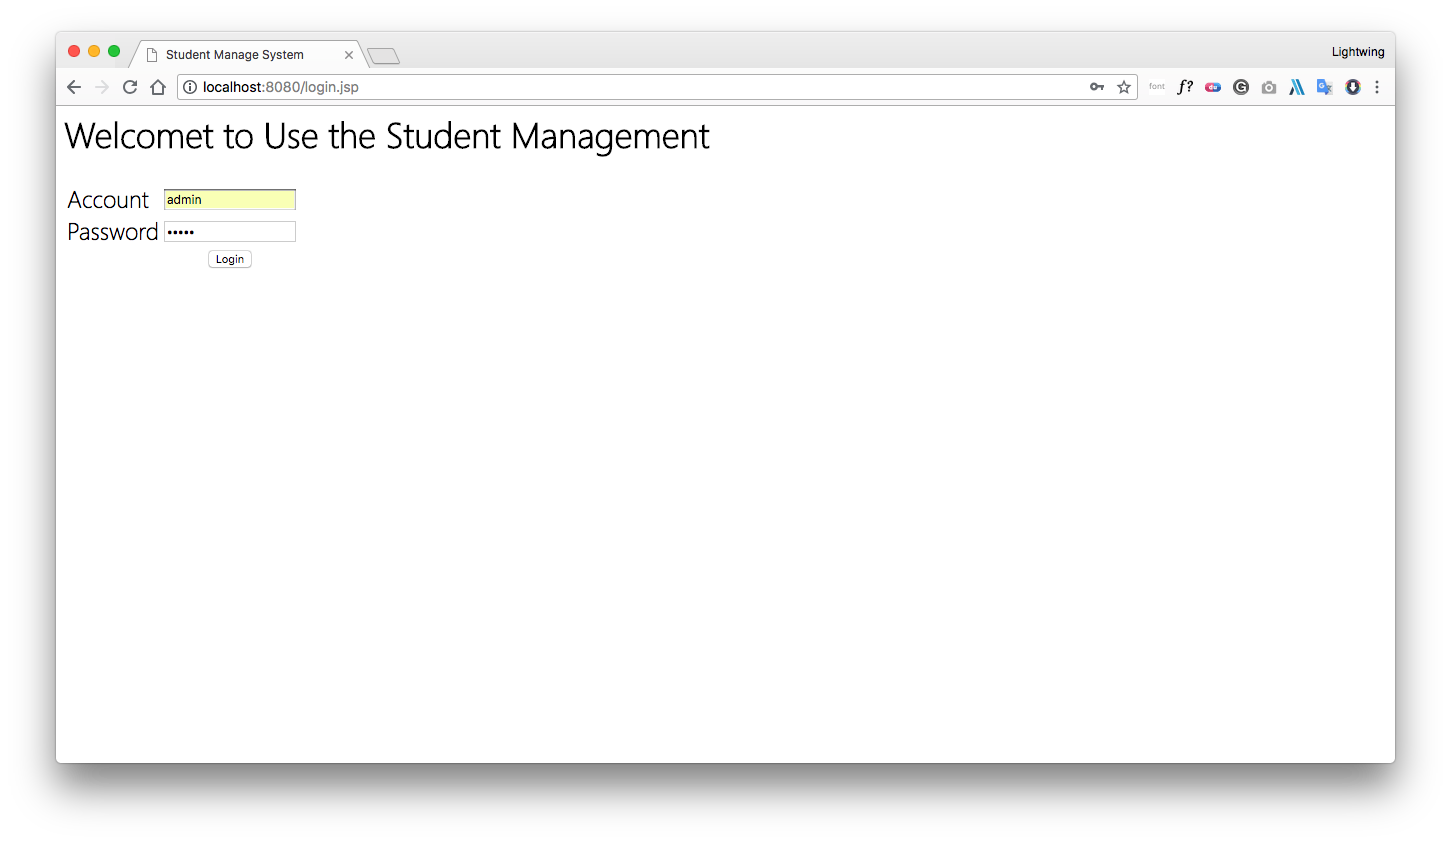 Student Manage System
Lightwing
localhost:8080/login.jsp
font f? du G G
Welcomet to Use the Student Management
Account admin
Password •••••
Login